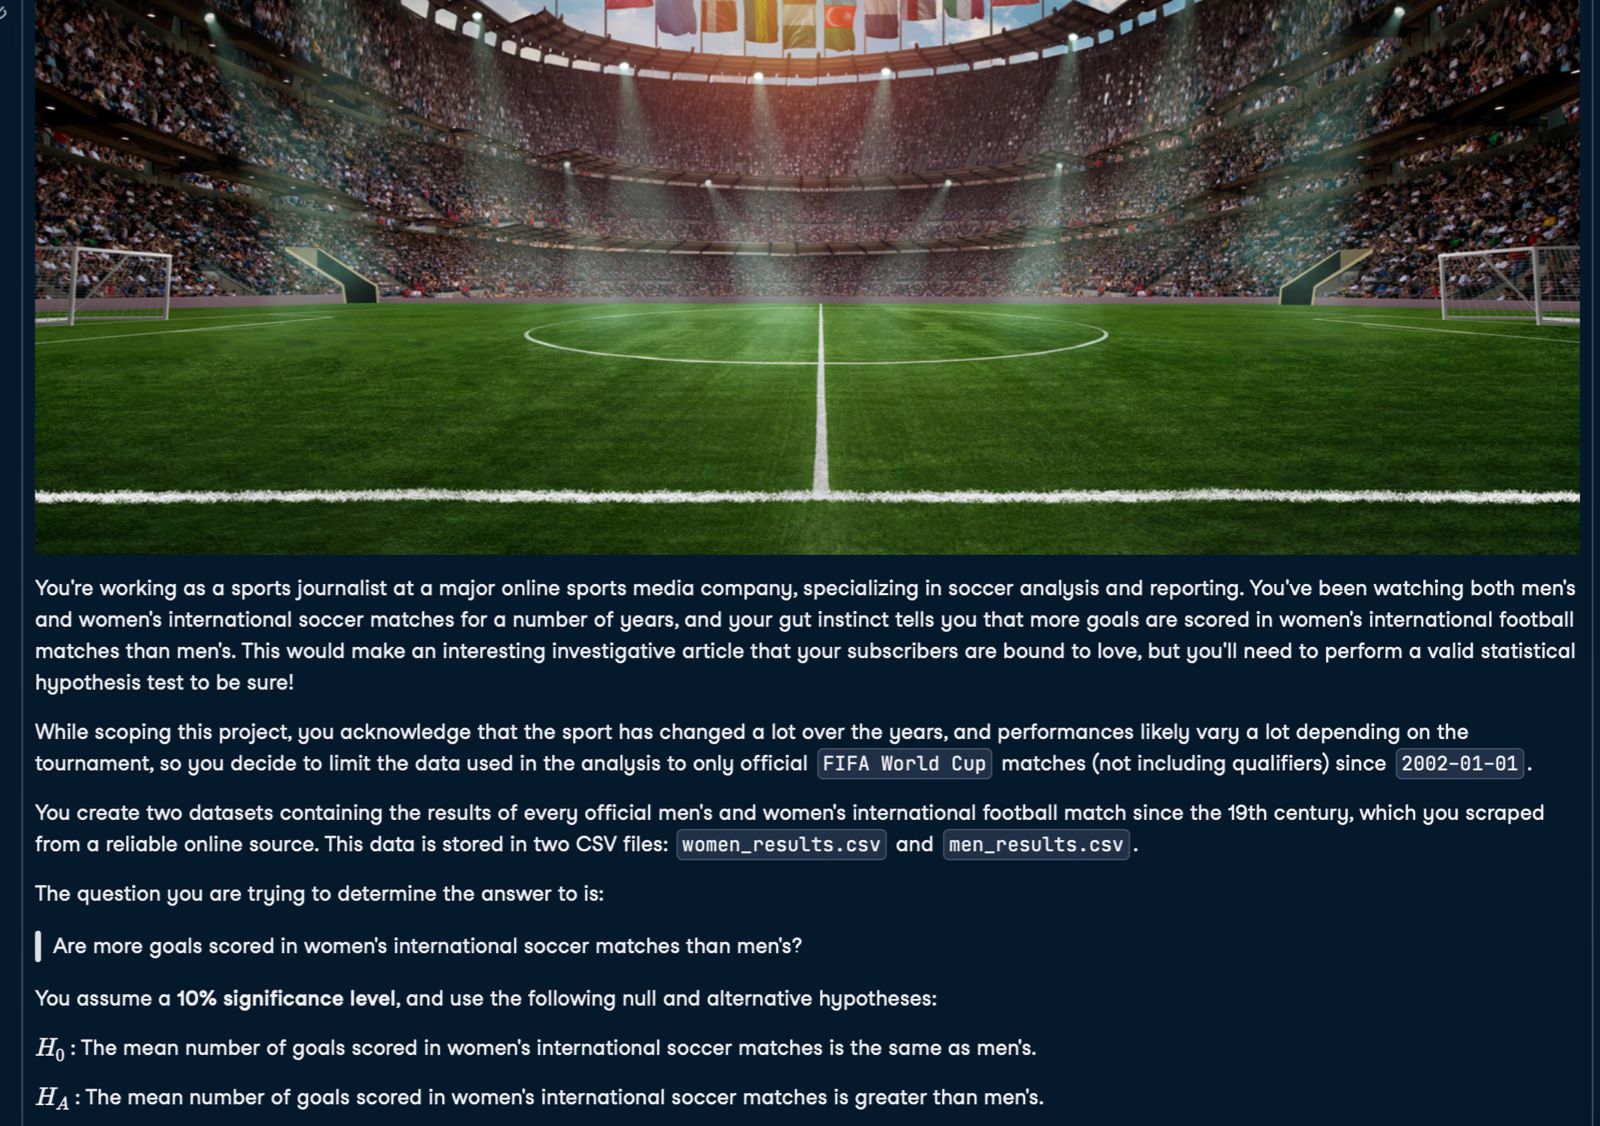 You're working as a sports journalist at a major online sports media company, specializing in soccer analysis and reporting. You've been watching both men's
and women's international soccer matches for a number of years, and your gut instinct tells you that more goals are scored in women's international football
matches than men's. This would make an interesting investigative article that your subscribers are bound to love, but you'll need to perform a valid statistical
hypothesis test to be sure!
While scoping this project, you acknowledge that the sport has changed a lot over the years, and performances likely vary a lot depending on the
tournament, so you decide to limit the data used in the analysis to only official FIFA World Cup matches (not including qualifiers) since 2002-01-01.
You create two datasets containing the results of every official men's and women's international football match since the 19th century, which you scraped
from a reliable online source. This data is stored in two CSV files: women_results.csv and men_results.csv.
The question you are trying to determine the answer to is:
Are more goals scored in women's international soccer matches than men's?
You assume a 10% significance level, and use the following null and alternative hypotheses:
H₀ : The mean number of goals scored in women's international soccer matches is the same as men's.
H_A : The mean number of goals scored in women's international soccer matches is greater than men's.